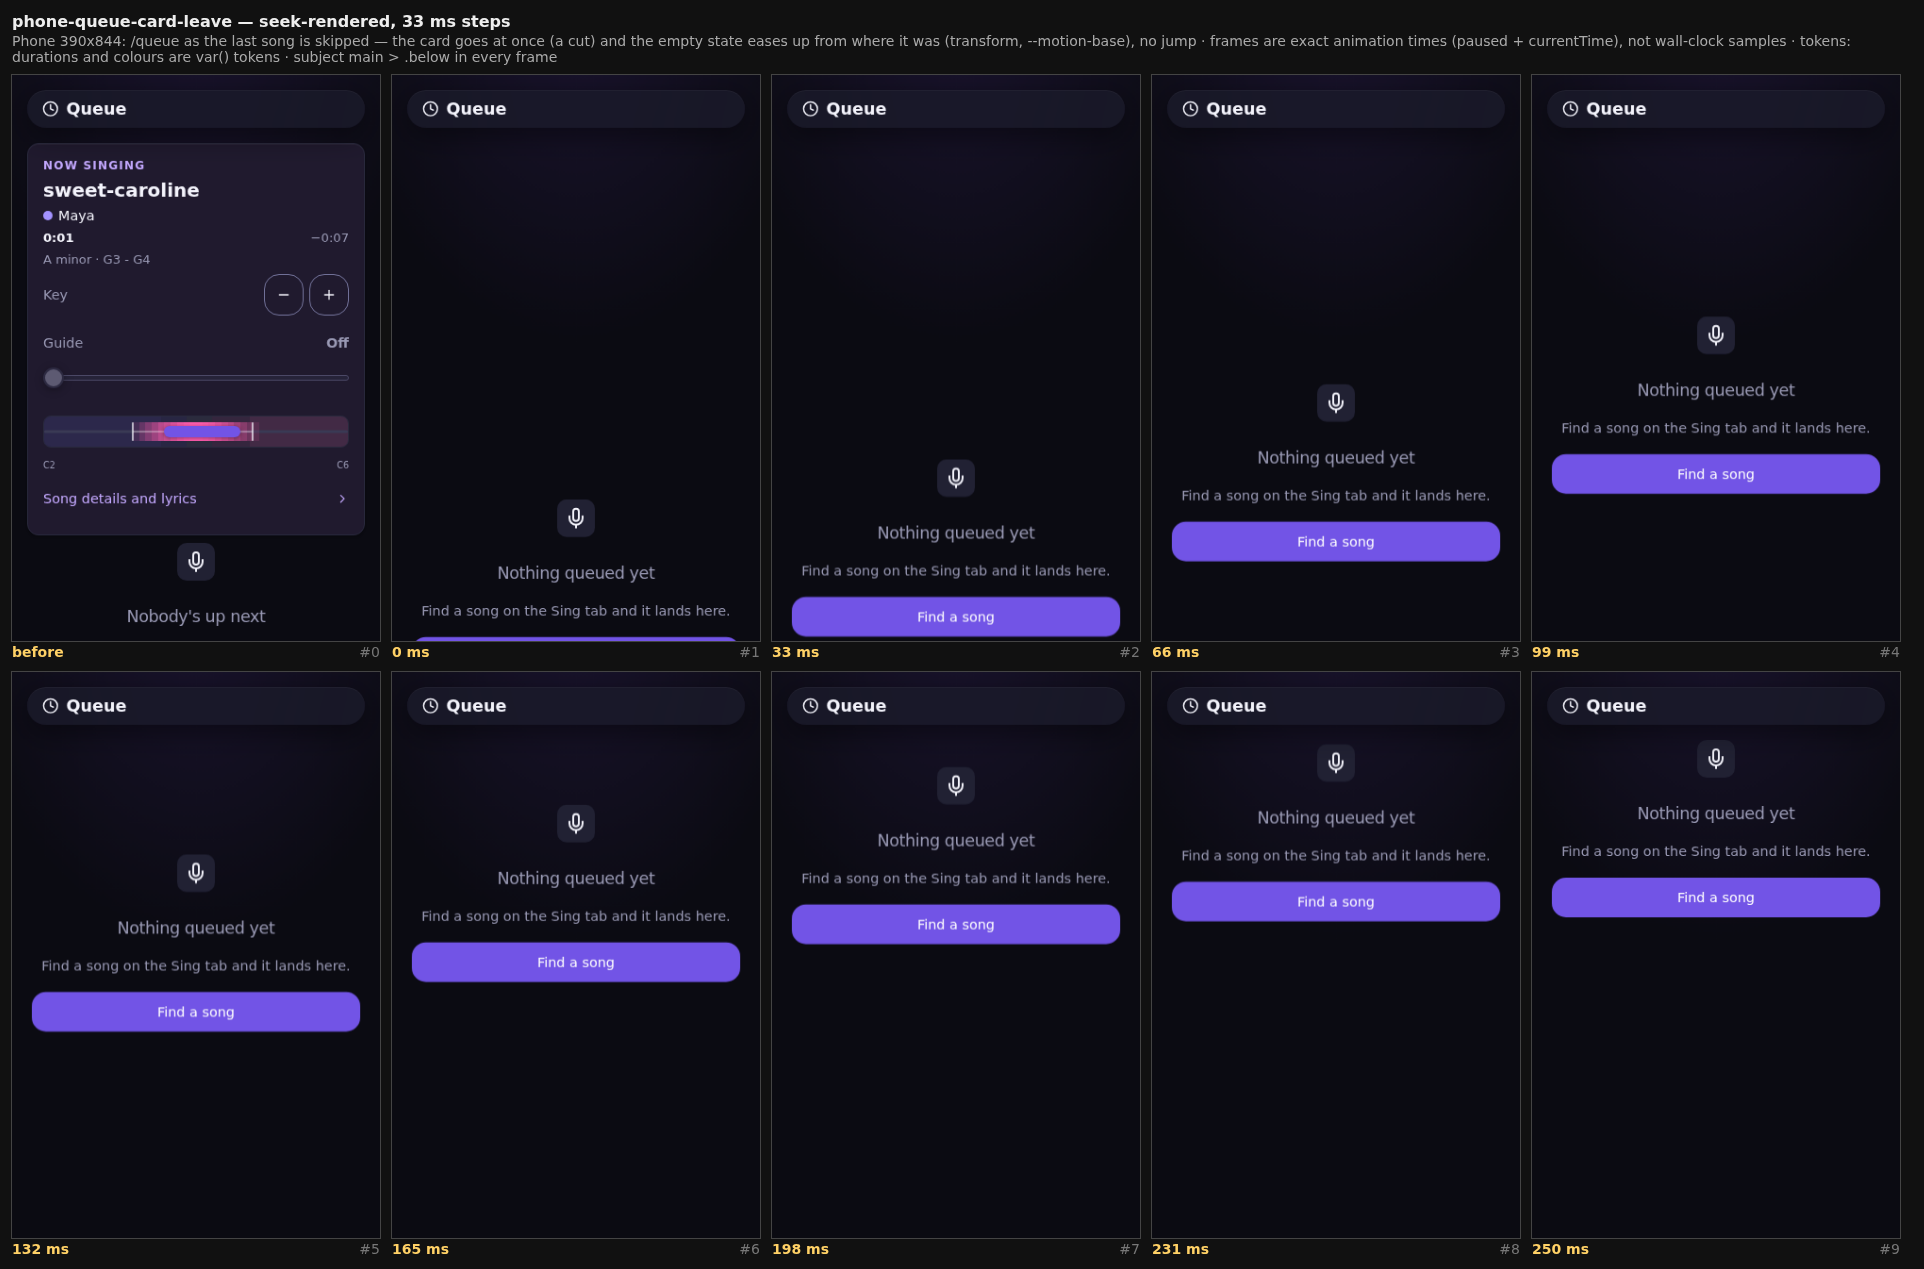 phone-queue-card-leave — seek-rendered, 33 ms steps
Phone 390x844: /queue as the last song is skipped — the card goes at once (a cut) and the empty state eases up from where it was (transform, --motion-base), no jump · frames are exact animation times (paused + currentTime), not wall-clock samples · tokens:
durations and colours are var() tokens · subject main > .below in every frame
Queue
NOW SINGING
sweet-caroline
Maya
0:01 −0:07
A minor · G3 - G4
Key − +
Guide Off
C2 C6
Song details and lyrics ›
Nobody's up next
before #0
Queue
Nothing queued yet
Find a song on the Sing tab and it lands here.
0 ms #1
Queue
Nothing queued yet
Find a song on the Sing tab and it lands here.
Find a song
33 ms #2
Queue
Nothing queued yet
Find a song on the Sing tab and it lands here.
Find a song
66 ms #3
Queue
Nothing queued yet
Find a song on the Sing tab and it lands here.
Find a song
99 ms #4
Queue
Nothing queued yet
Find a song on the Sing tab and it lands here.
Find a song
132 ms #5
Queue
Nothing queued yet
Find a song on the Sing tab and it lands here.
Find a song
165 ms #6
Queue
Nothing queued yet
Find a song on the Sing tab and it lands here.
Find a song
198 ms #7
Queue
Nothing queued yet
Find a song on the Sing tab and it lands here.
Find a song
231 ms #8
Queue
Nothing queued yet
Find a song on the Sing tab and it lands here.
Find a song
250 ms #9